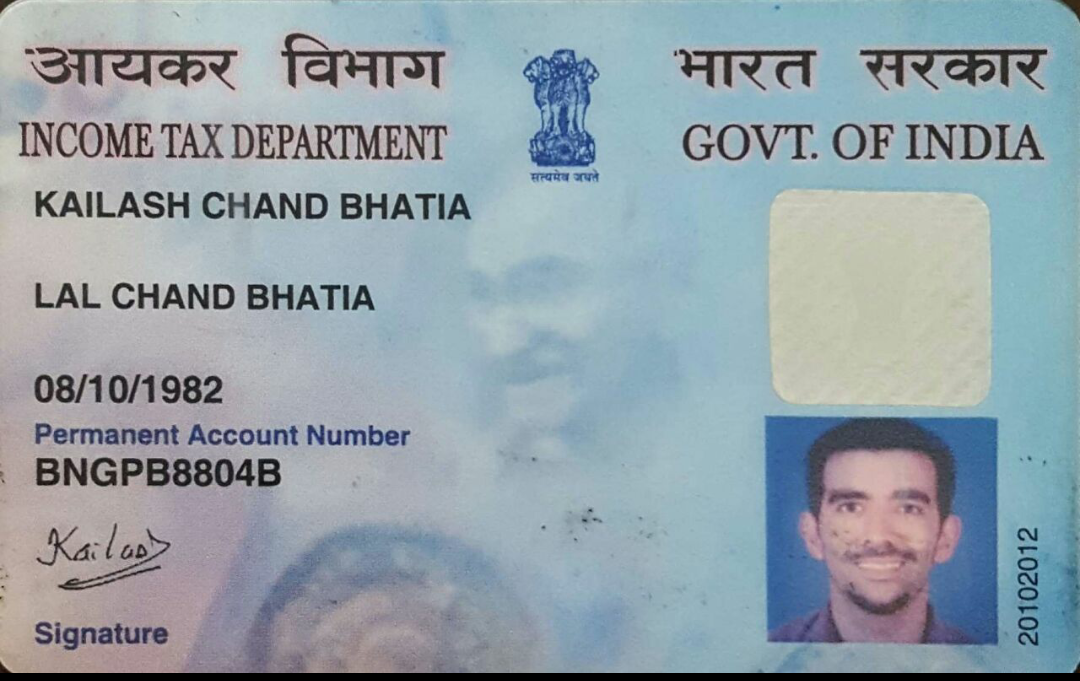 आयकर विभाग
INCOME TAX DEPARTMENT
सत्यमेव जयते
भारत सरकार
GOVT. OF INDIA
KAILASH CHAND BHATIA
LAL CHAND BHATIA
08/10/1982
Permanent Account Number
BNGPB8804B
Kailash
Signature
20102012